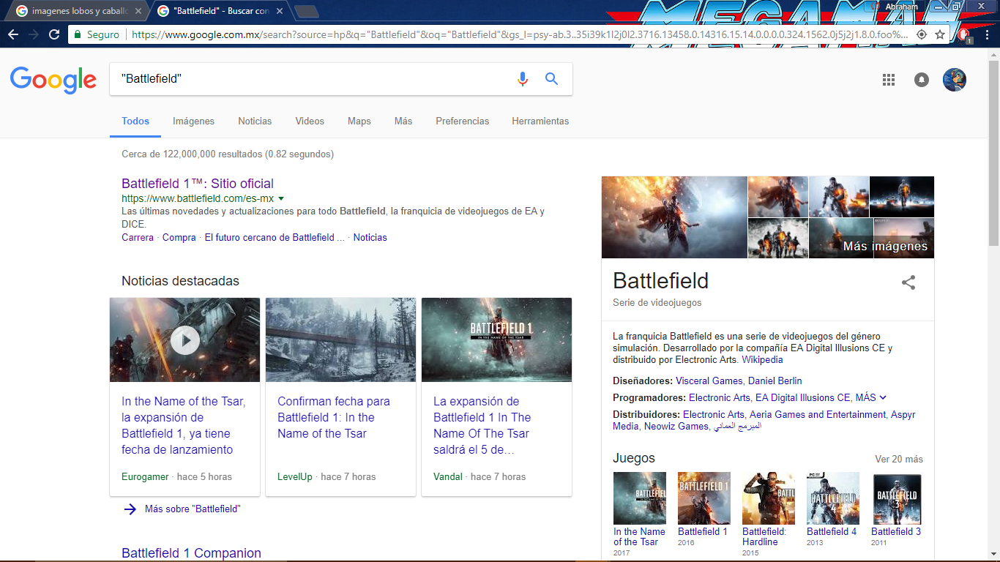 imagenes lobos y caballo
"Battlefield" - Buscar con
MEGAMAN
Abraham
Seguro
https://www.google.com.mx/search?source=hp&q="Battlefield"&oq="Battlefield"&gs_l=psy-ab.3..35i39k1l2j0l2.3716.13458.0.14316.15.14.0.0.0.0.324.1562.0j5j2j1.8.0.foo%...
1
Google
"Battlefield"
Todos
Imágenes
Noticias
Videos
Maps
Más
Preferencias
Herramientas
Cerca de 122,000,000 resultados (0.82 segundos)
Battlefield 1™: Sitio oficial
https://www.battlefield.com/es-mx
Las últimas novedades y actualizaciones para todo Battlefield, la franquicia de videojuegos de EA y
DICE.
Carrera · Compra · El futuro cercano de Battlefield ... · Noticias
Noticias destacadas
BATTLEFIELD 1
IN THE NAME OF THE TSAR
In the Name of the Tsar,
la expansión de
Battlefield 1, ya tiene
fecha de lanzamiento
Eurogamer · hace 5 horas
Confirman fecha para
Battlefield 1: In the
Name of the Tsar
LevelUp · hace 7 horas
La expansión de
Battlefield 1 In The
Name Of The Tsar
saldrá el 5 de…
Vandal · hace 7 horas
Más sobre "Battlefield"
Battlefield 1 Companion
Más imágenes
Battlefield
Serie de videojuegos
La franquicia Battlefield es una serie de videojuegos del género
simulación. Desarrollado por la compañía EA Digital Illusions CE y
distribuido por Electronic Arts. Wikipedia
Diseñadores: Visceral Games, Daniel Berlin
Programadores: Electronic Arts, EA Digital Illusions CE, MÁS
Distribuidores: Electronic Arts, Aeria Games and Entertainment, Aspyr
Media, Neowiz Games, المبرمج العماني
Juegos
Ver 20 más
BATTLEFIELD 1
BATTL
PC
BATTLEFIELD
4
BATTLEFIELD
3
In the Name
of the Tsar
2017
Battlefield 1
2016
Battlefield:
Hardline
2015
Battlefield 4
2013
Battlefield 3
2011